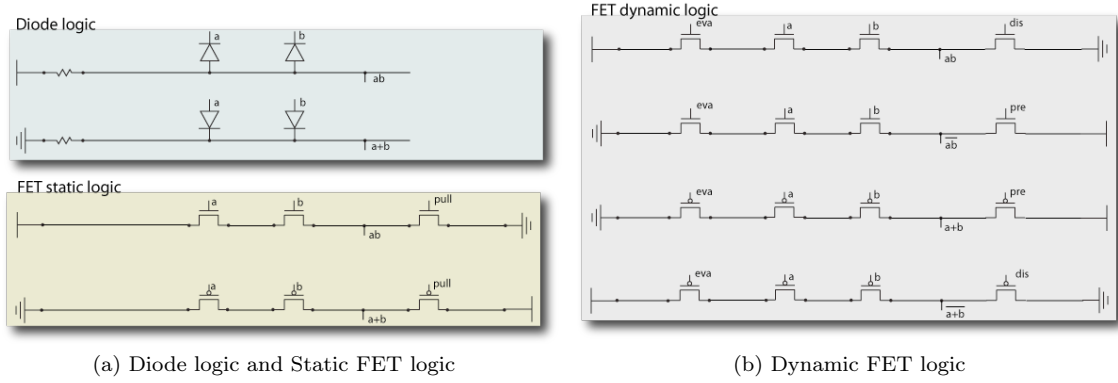 Diode logic
a b
ab
a b
a+b
FET static logic
a b pull
ab
a b pull
a+b
(a) Diode logic and Static FET logic
FET dynamic logic
eva a b dis
ab
eva a b pre
a̅b̅
eva a b pre
a+b
eva a b dis
a̅+̅b̅
(b) Dynamic FET logic